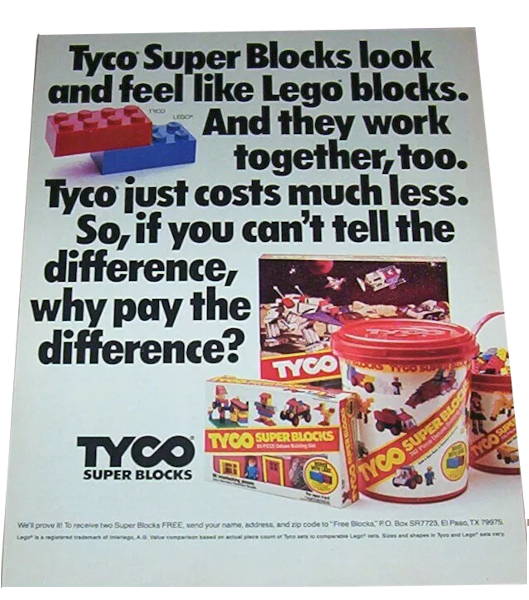 Tyco® Super Blocks look
and feel like Lego® blocks.
TYCO
LEGO®
And they work
together, too.
Tyco® just costs much less.
So, if you can't tell the
difference,
why pay the
difference?
TYCO
TYCO
TYCO SUPER BLOCKS
TYCO SUPER BLOCKS
TYCO
SUPER BLOCKS
TYCO®
SUPER BLOCKS
We'll prove it! To receive two Super Blocks FREE, send your name, address, and zip code to "Free Blocks," P.O. Box SR7723, El Paso, TX 79975.
Lego® is a registered trademark of Interlego, A.G. Value comparison based on actual piece count of Tyco sets to comparable Lego® sets. Sizes and shapes in Tyco and Lego® sets vary.